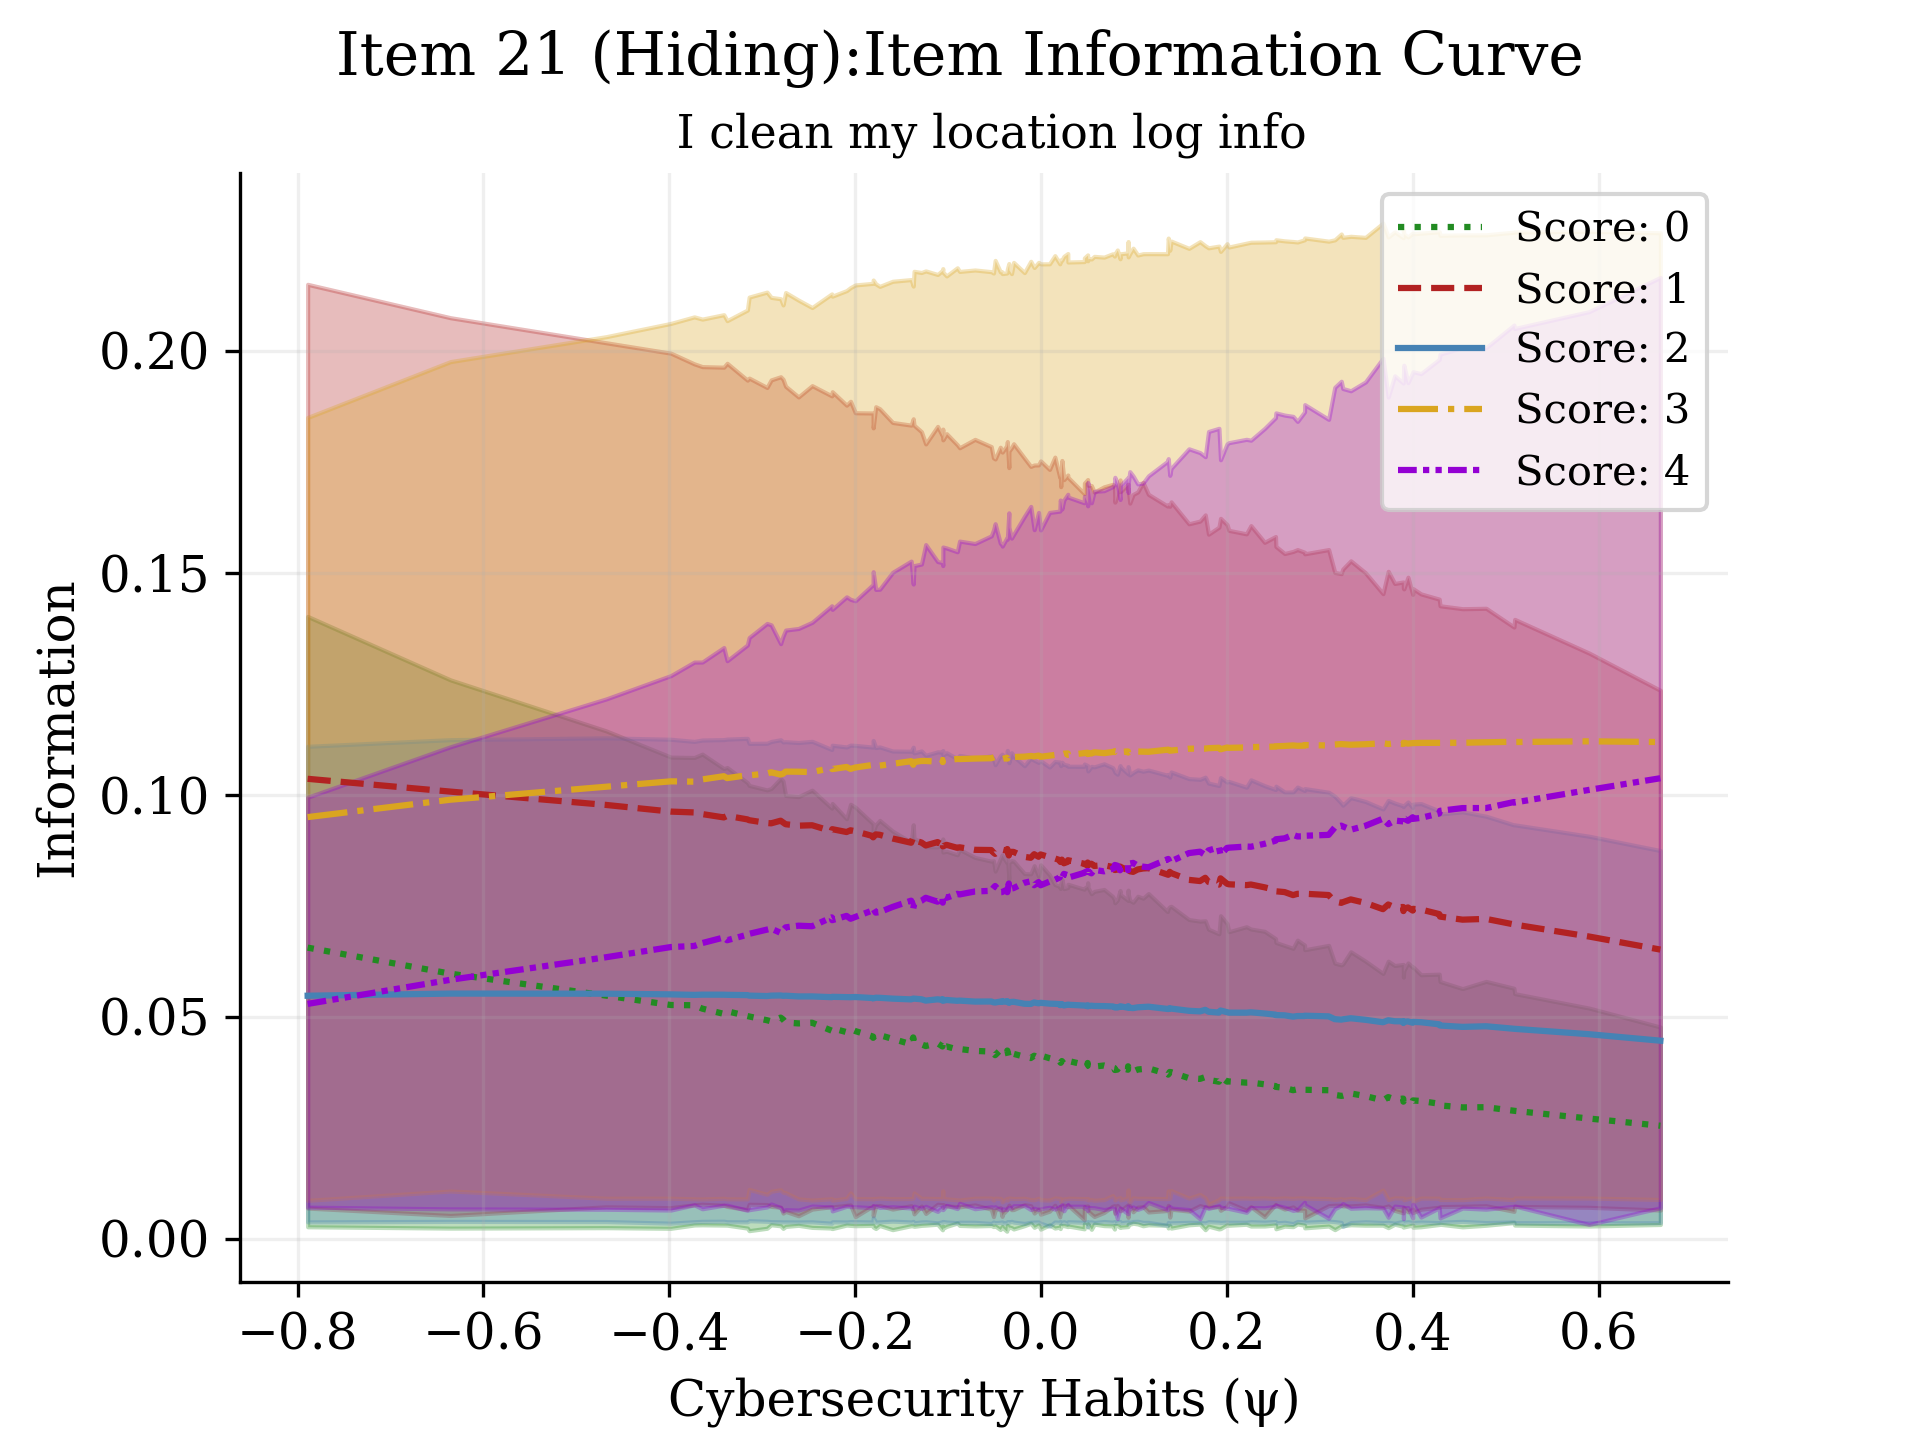 Item 21 (Hiding):Item Information Curve
I clean my location log info
Score: 0
Score: 1
Score: 2
Score: 3
Score: 4
Information
0.20
0.15
0.10
0.05
0.00
−0.8 −0.6 −0.4 −0.2 0.0 0.2 0.4 0.6
Cybersecurity Habits (ψ)